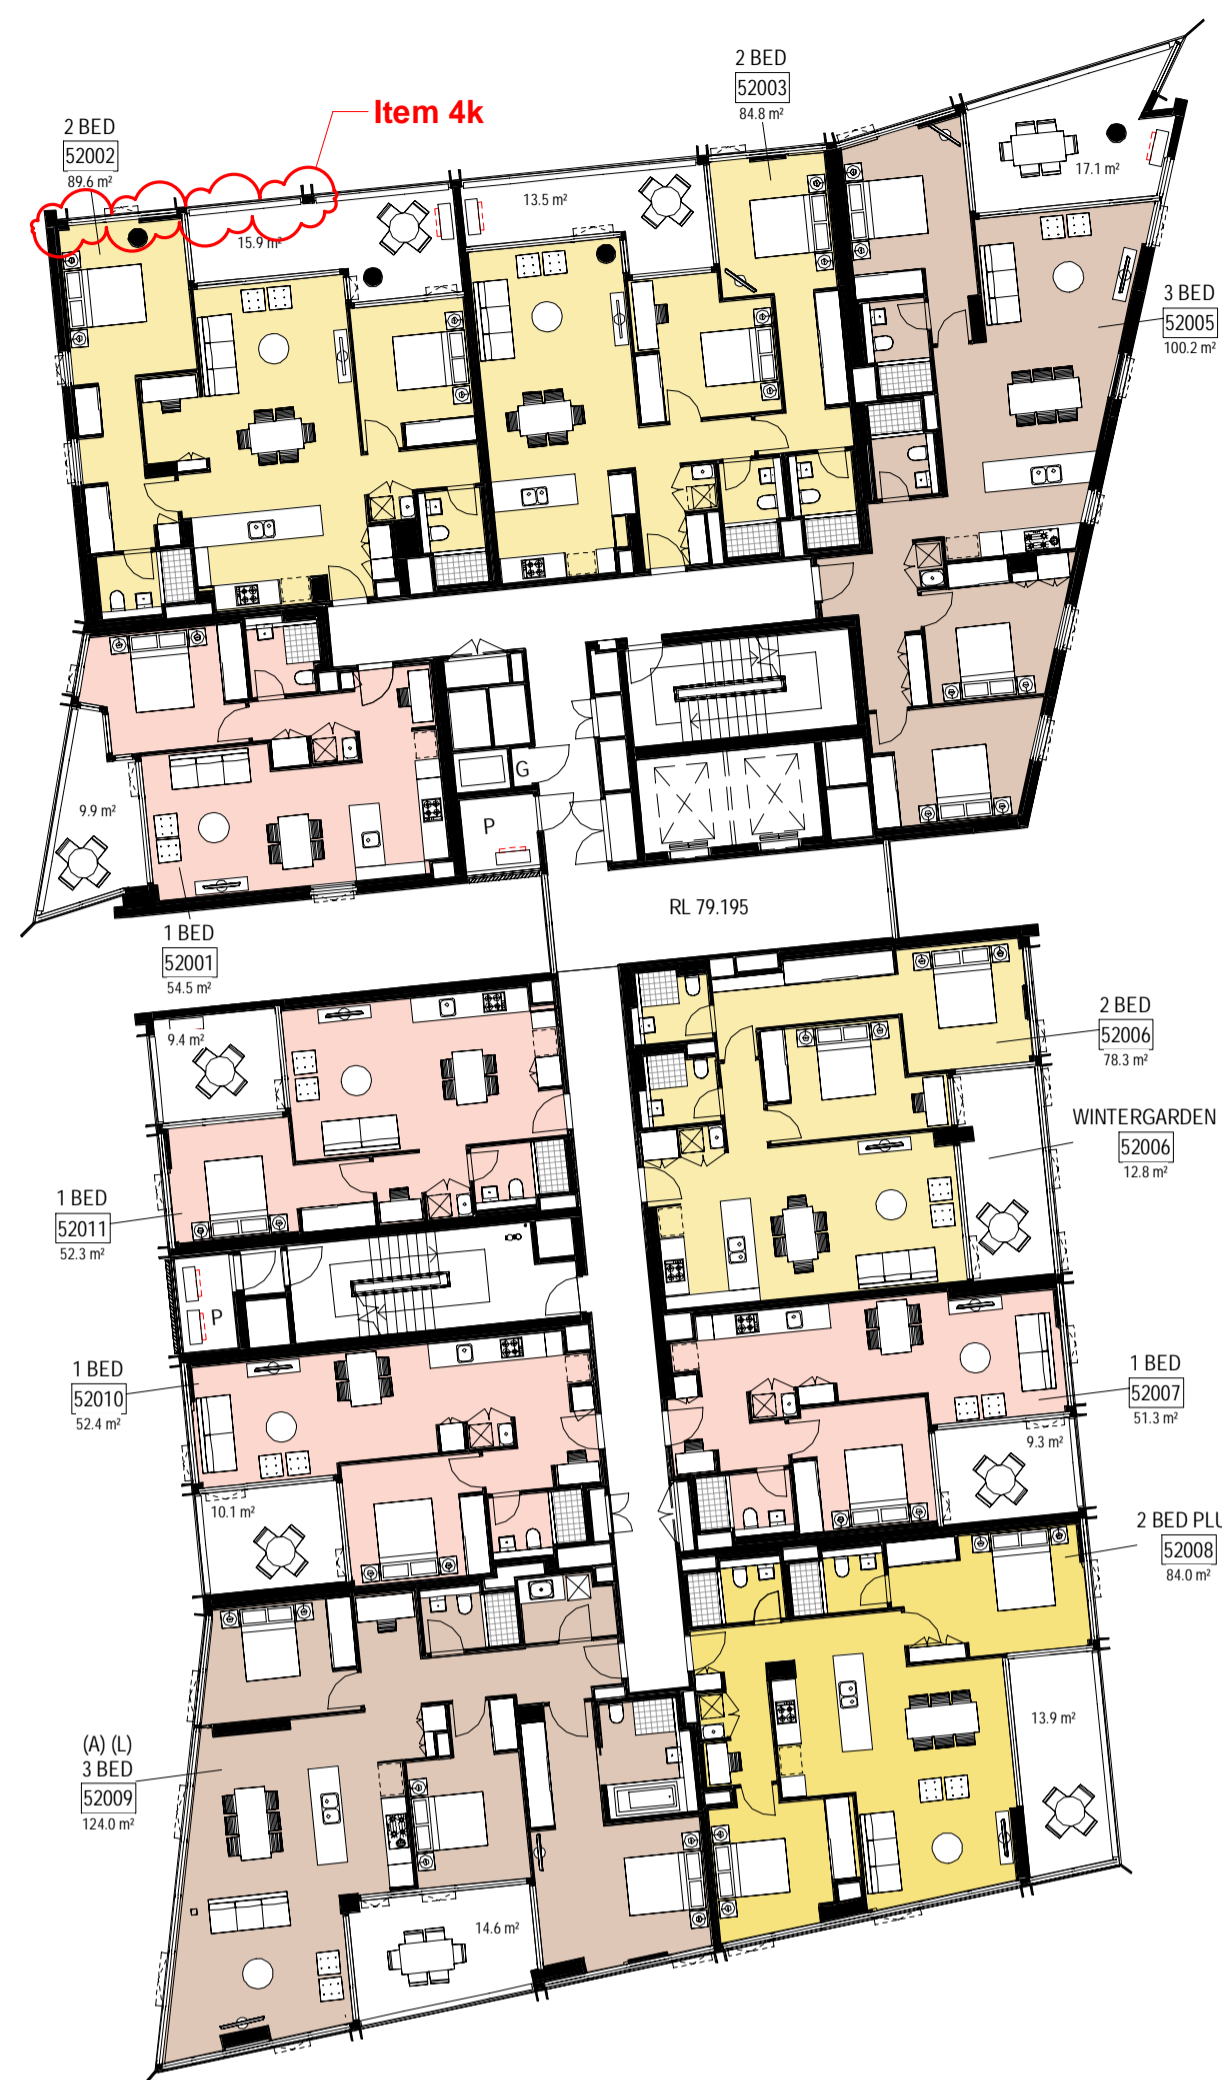 2 BED
52003
84.8 m²
Item 4k
2 BED
52002
89.6 m²
17.1 m²
13.5 m²
15.9 m²
3 BED
52005
100.2 m²
G
P
9.9 m²
RL 79.195
1 BED
52001
54.5 m²
2 BED
52006
78.3 m²
9.4 m²
WINTERGARDEN
52006
12.8 m²
1 BED
52011
52.3 m²
P
1 BED
52010
52.4 m²
1 BED
52007
51.3 m²
9.3 m²
10.1 m²
2 BED PLU
52008
84.0 m²
13.9 m²
(A) (L)
3 BED
52009
124.0 m²
14.6 m²